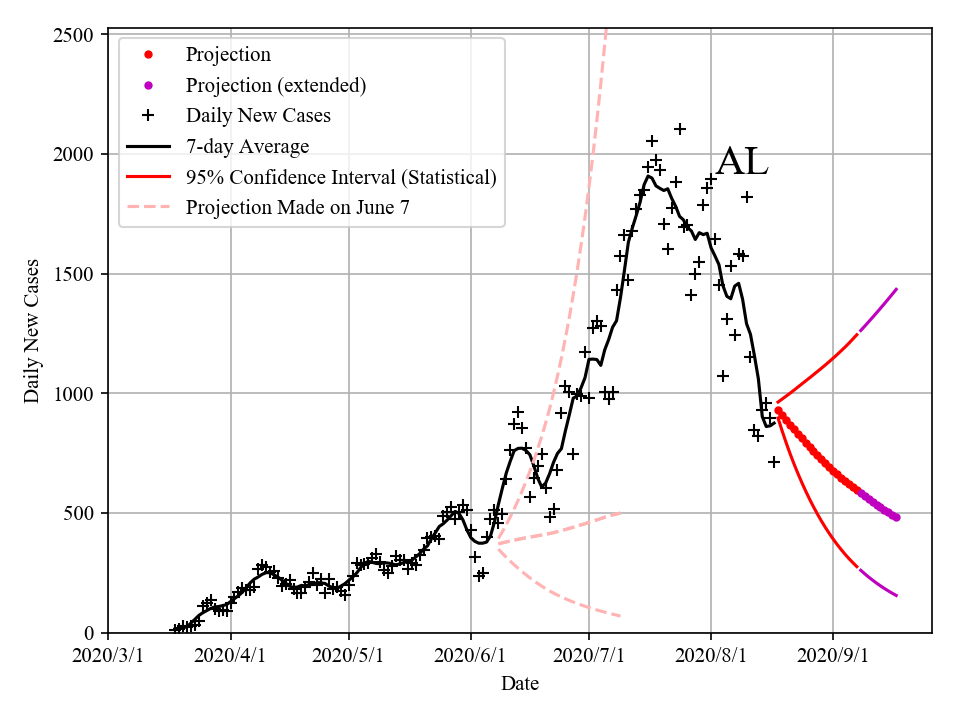 2500
2000
1500
1000
500
0
Daily New Cases
Projection
Projection (extended)
Daily New Cases
7-day Average
95% Confidence Interval (Statistical)
Projection Made on June 7
AL
2020/3/1 2020/4/1 2020/5/1 2020/6/1 2020/7/1 2020/8/1 2020/9/1
Date